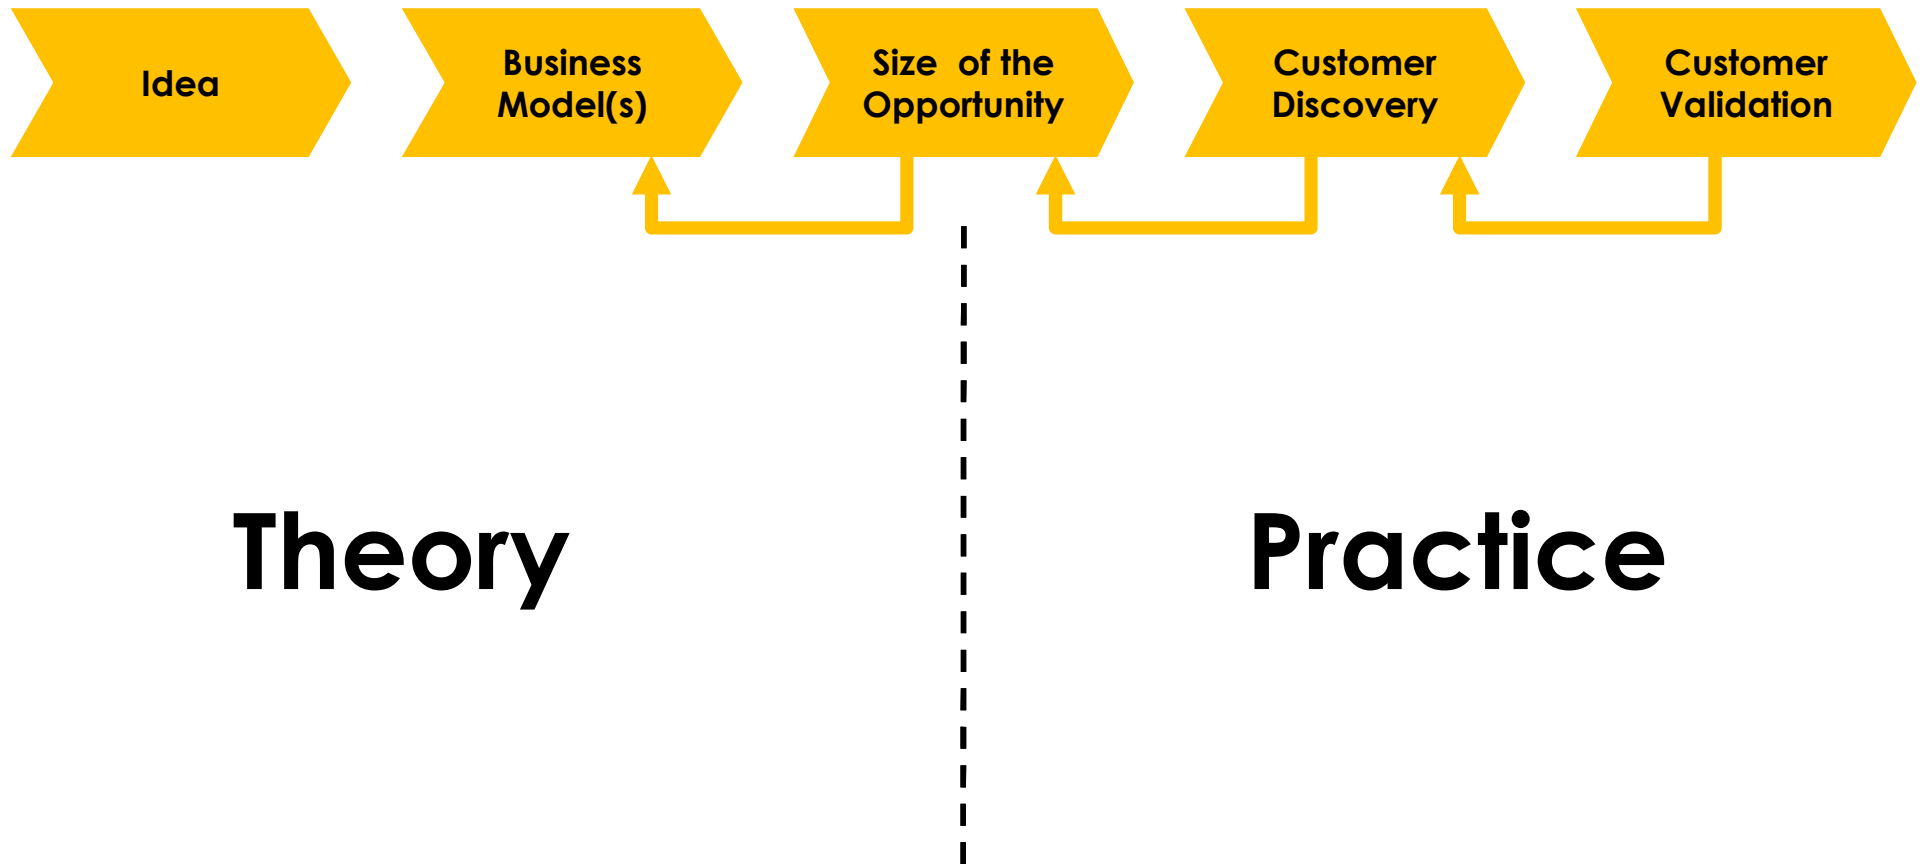 Idea
Business
Model(s)
Size  of the
Opportunity
Customer
Discovery
Customer
Validation
Theory
Practice